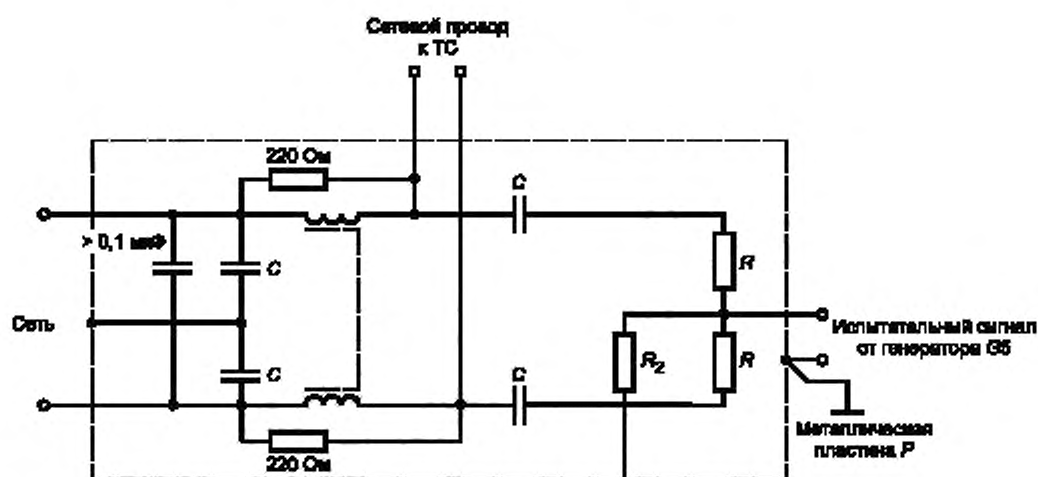 Сетевой провод
к ТС
220 Ом
C
> 0,1 мкФ
C
R
Сеть
Испытательный сигнал
от генератора G5
C
C
R₂
R
Металлическая
пластина P
220 Ом